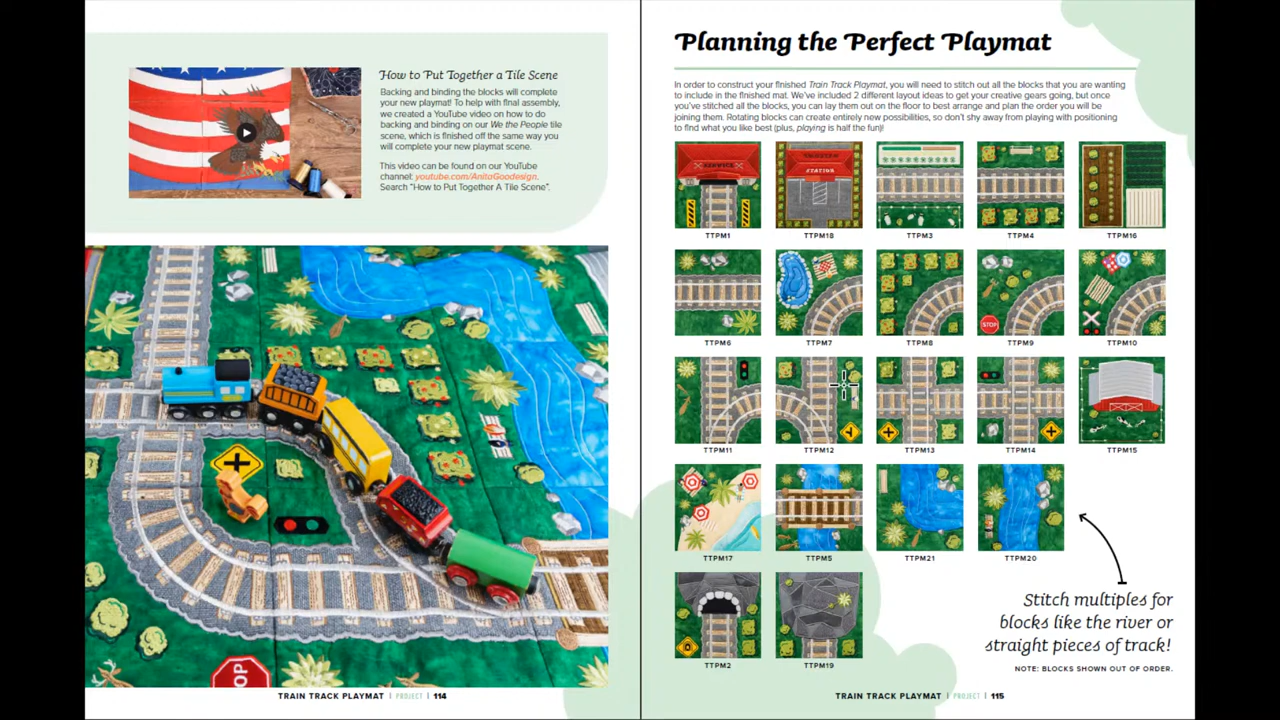 How to Put Together a Tile Scene
Backing and binding the blocks will complete
your new playmat! To help with final assembly,
we created a YouTube video on how to do
backing and binding on our We the People tile
scene, which is finished off the same way you
will complete your new playmat scene.
This video can be found on our YouTube
channel: youtube.com/AnitaGoodesign.
Search “How to Put Together A Tile Scene”.
STOP
TRAIN TRACK PLAYMAT | PROJECT | 114
Planning the Perfect Playmat
In order to construct your finished Train Track Playmat, you will need to stitch out all the blocks that you are wanting
to include in the finished mat. We’ve included 2 different layout ideas to get your creative gears going, but once
you’ve stitched all the blocks, you can lay them out on the floor to best arrange and plan the order you will be
joining them. Rotating blocks can create entirely new possibilities, so don’t shy away from playing with positioning
to find what you like best (plus, playing is half the fun)!
SERVICE
STATION
TTPM1 TTPM18 TTPM3 TTPM4 TTPM16
STOP
TTPM6 TTPM7 TTPM8 TTPM9 TTPM10
TTPM11 TTPM12 TTPM13 TTPM14 TTPM15
TTPM17 TTPM5 TTPM21 TTPM20
Stitch multiples for
blocks like the river or
straight pieces of track!
NOTE: BLOCKS SHOWN OUT OF ORDER.
TTPM2 TTPM19
TRAIN TRACK PLAYMAT | PROJECT | 115